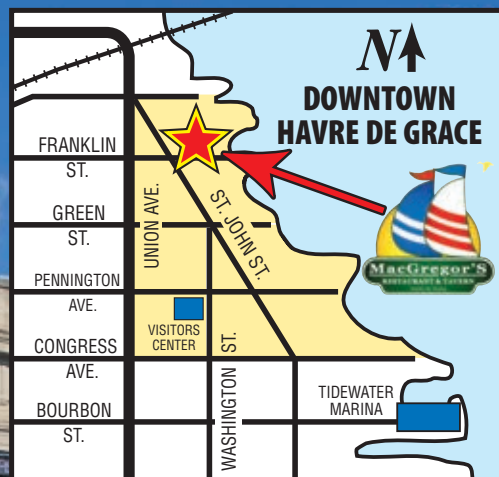 N
DOWNTOWN
HAVRE DE GRACE
FRANKLIN
ST.
GREEN
ST.
UNION AVE.
ST. JOHN ST.
MacGregor'S
RESTAURANT & TAVERN
PENNINGTON
AVE.
VISITORS
CENTER
CONGRESS
AVE.
WASHINGTON ST.
TIDEWATER
MARINA
BOURBON
ST.